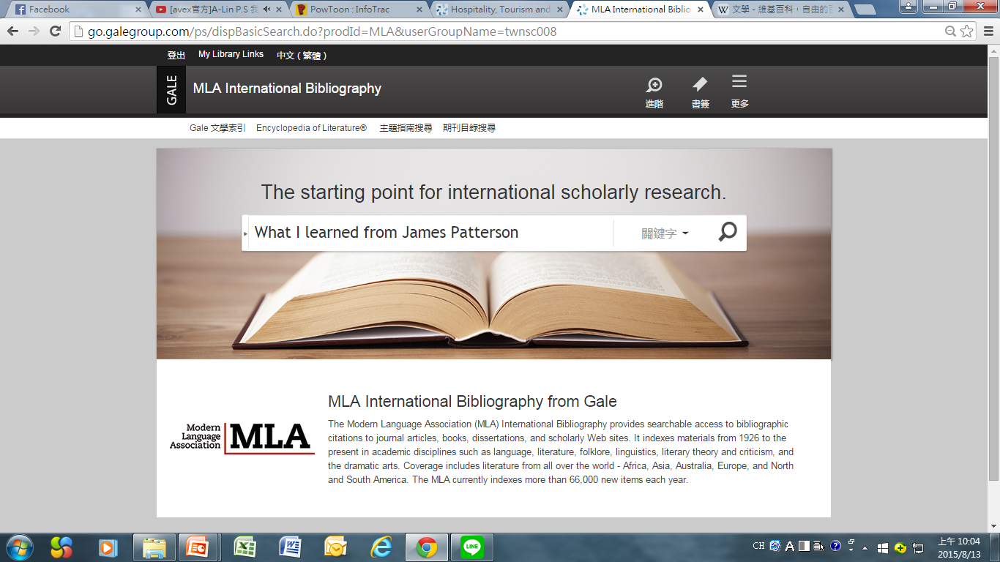 Facebook
[avex官方]A-Lin P.S 我
PowToon : InfoTrac
Hospitality, Tourism and
MLA International Biblio
文學 - 維基百科，自由的百
go.galegroup.com/ps/dispBasicSearch.do?prodId=MLA&userGroupName=twnsc008
登出 My Library Links 中文 ( 繁體 )
GALE
MLA International Bibliography
進階 書籤 更多
Gale 文學索引 Encyclopedia of Literature® 主題指南搜尋 期刊目錄搜尋
The starting point for international scholarly research.
What I learned from James Patterson
關鍵字
MLA International Bibliography from Gale
Modern
Language
Association
MLA
The Modern Language Association (MLA) International Bibliography provides searchable access to bibliographic
citations to journal articles, books, dissertations, and scholarly Web sites. It indexes materials from 1926 to the
present in academic disciplines such as language, literature, folklore, linguistics, literary theory and criticism, and
the dramatic arts. Coverage includes literature from all over the world - Africa, Asia, Australia, Europe, and North
and South America. The MLA currently indexes more than 66,000 new items each year.
LINE
CH
A
上午 10:04
2015/8/13